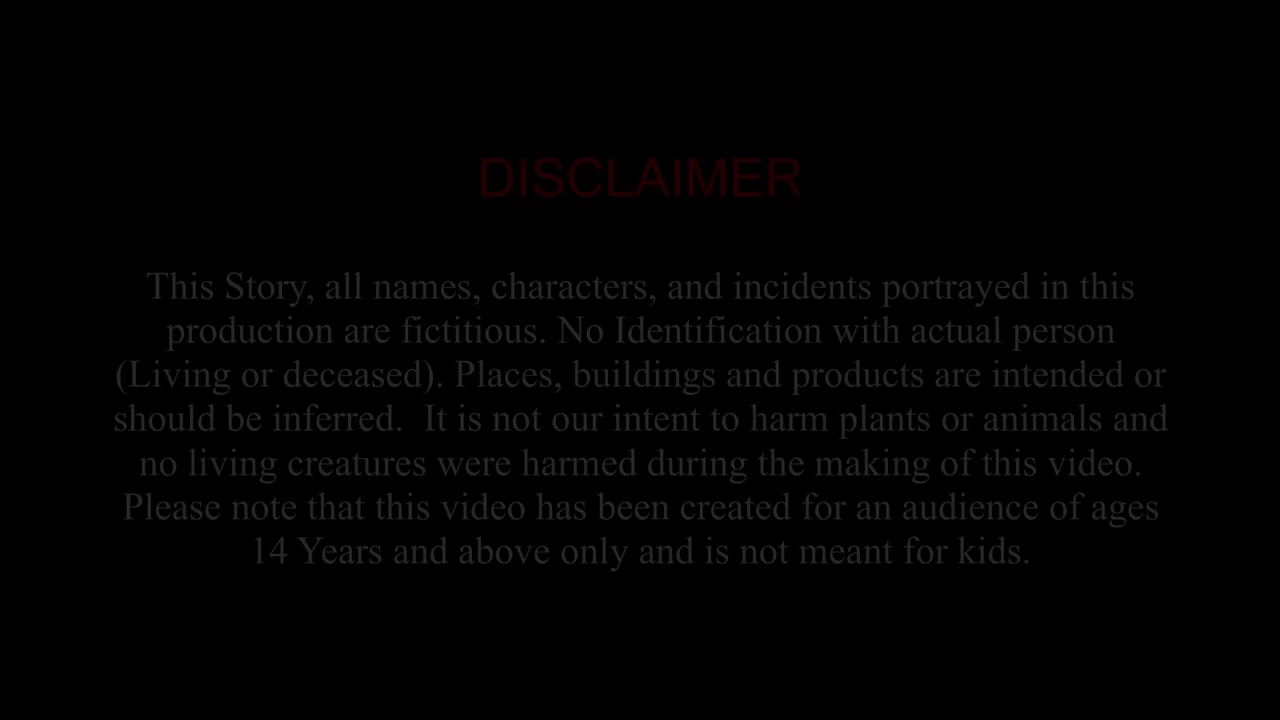 DISCLAIMER
This Story, all names, characters, and incidents portrayed in this
production are fictitious. No Identification with actual person
(Living or deceased). Places, buildings and products are intended or
should be inferred.  It is not our intent to harm plants or animals and
no living creatures were harmed during the making of this video.
Please note that this video has been created for an audience of ages
14 Years and above only and is not meant for kids.